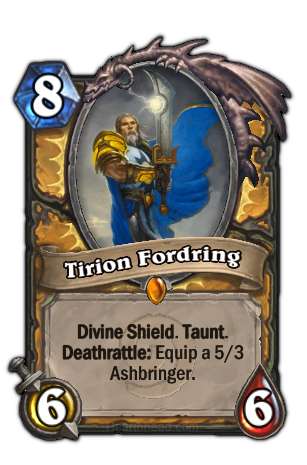 8
Tirion Fordring
Divine Shield. Taunt.
Deathrattle: Equip a 5/3
Ashbringer.
6
6